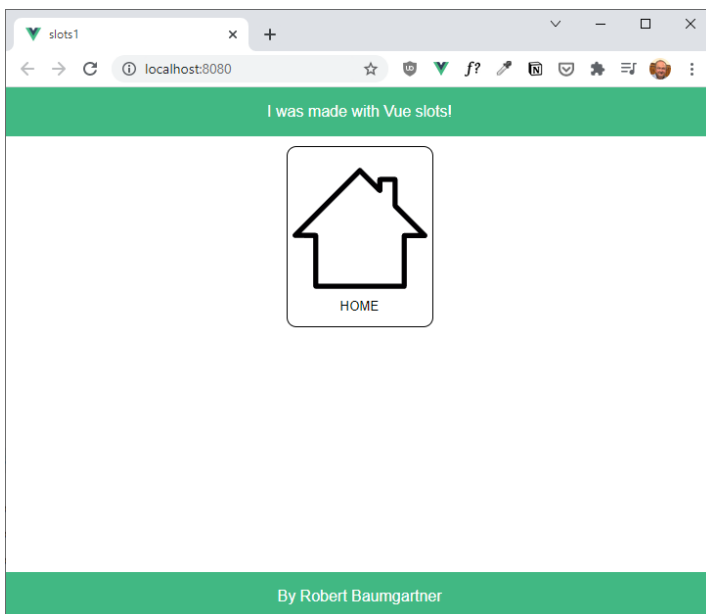 slots1
localhost:8080
f?
I was made with Vue slots!
HOME
By Robert Baumgartner